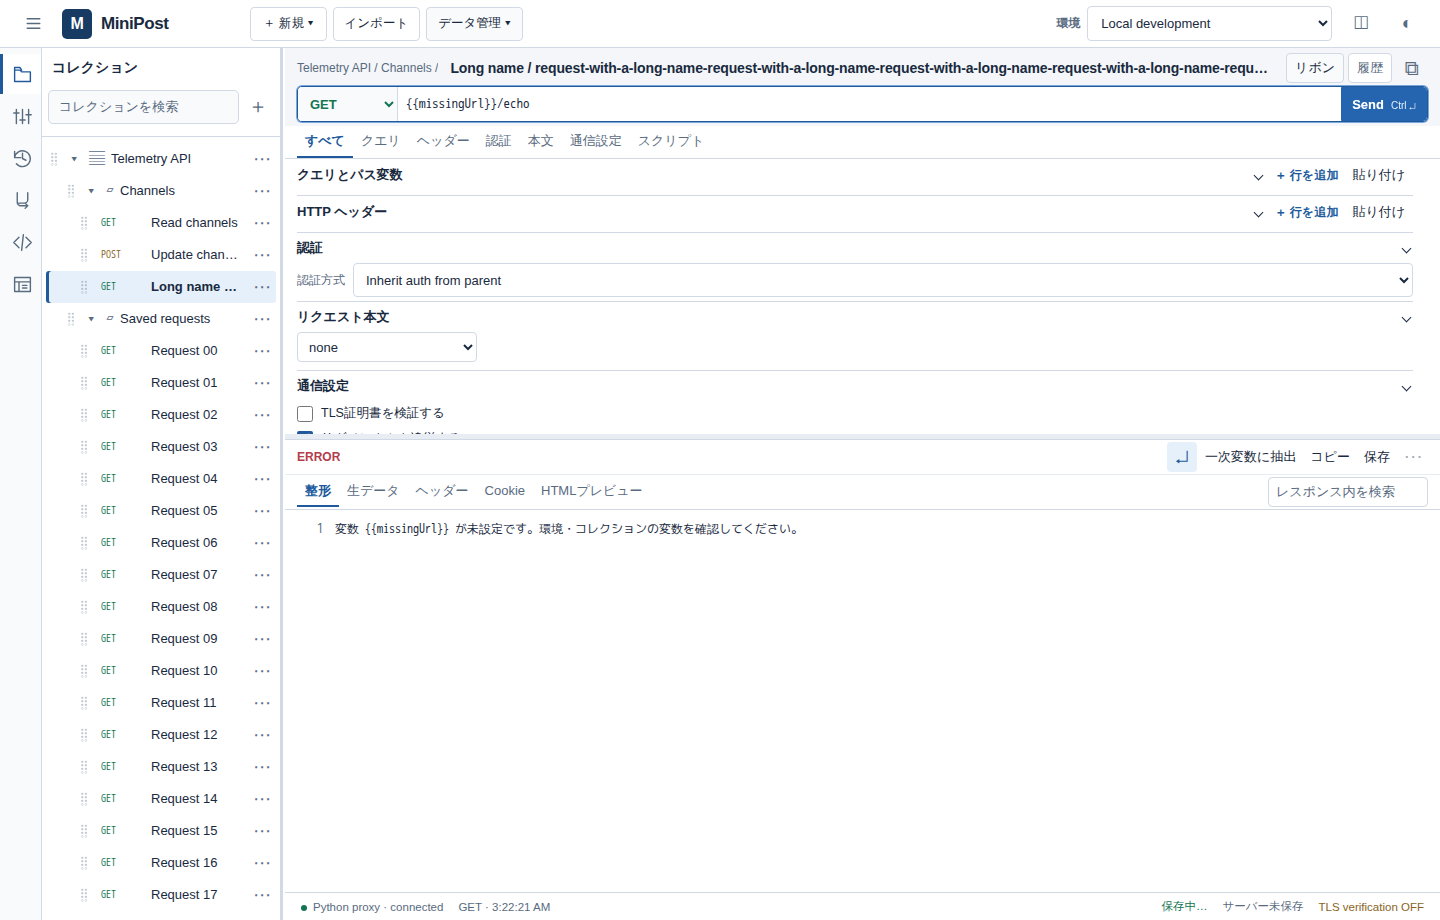 M MiniPost ＋ 新規 ▾ インポート データ管理 ▾ 環境 Local development
コレクション
コレクションを検索
Telemetry API ···
Channels ···
GET Read channels ···
POST Update chan… ···
GET Long name … ···
Saved requests ···
GET Request 00 ···
GET Request 01 ···
GET Request 02 ···
GET Request 03 ···
GET Request 04 ···
GET Request 05 ···
GET Request 06 ···
GET Request 07 ···
GET Request 08 ···
GET Request 09 ···
GET Request 10 ···
GET Request 11 ···
GET Request 12 ···
GET Request 13 ···
GET Request 14 ···
GET Request 15 ···
GET Request 16 ···
GET Request 17 ···
Telemetry API / Channels / Long name / request-with-a-long-name-request-with-a-long-name-request-with-a-long-name-request-with-a-long-name-requ… リボン 履歴
GET {{missingUrl}}/echo Send Ctrl ⏎
すべて クエリ ヘッダー 認証 本文 通信設定 スクリプト
クエリとパス変数 ＋ 行を追加 貼り付け
HTTP ヘッダー ＋ 行を追加 貼り付け
認証
認証方式 Inherit auth from parent
リクエスト本文
none
通信設定
TLS証明書を検証する
ERROR 一次変数に抽出 コピー 保存 ···
整形 生データ ヘッダー Cookie HTMLプレビュー レスポンス内を検索
1 変数 {{missingUrl}} が未設定です。環境・コレクションの変数を確認してください。
Python proxy · connected GET · 3:22:21 AM 保存中… サーバー未保存 TLS verification OFF